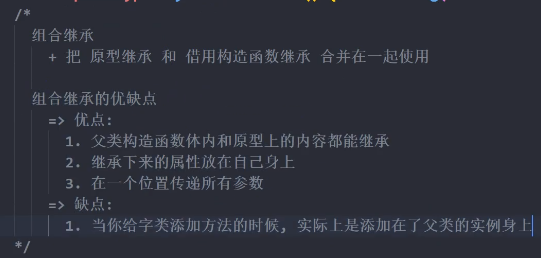 /*
组合继承
+ 把 原型继承 和 借用构造函数继承 合并在一起使用
组合继承的优缺点
=> 优点:
1. 父类构造函数体内和原型上的内容都能继承
2. 继承下来的属性放在自己身上
3. 在一个位置传递所有参数
=> 缺点:
1. 当你给字类添加方法的时候, 实际上是添加在了父类的实例身上
*/